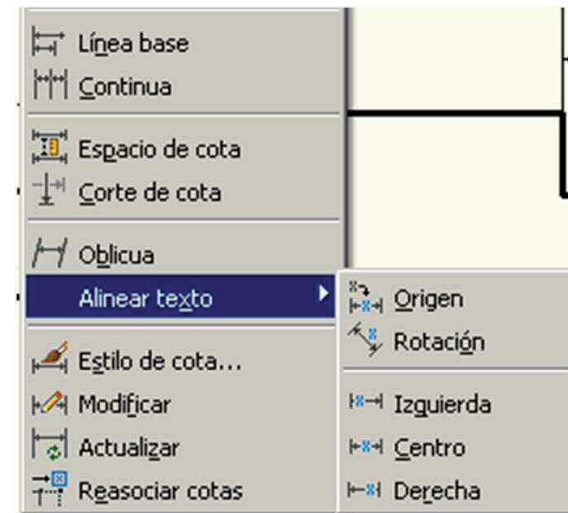 Línea base
Continua
Espacio de cota
Corte de cota
Oblicua
Alinear texto
Estilo de cota...
Modificar
Actualizar
Reasociar cotas
Origen
Rotación
Izquierda
Centro
Derecha